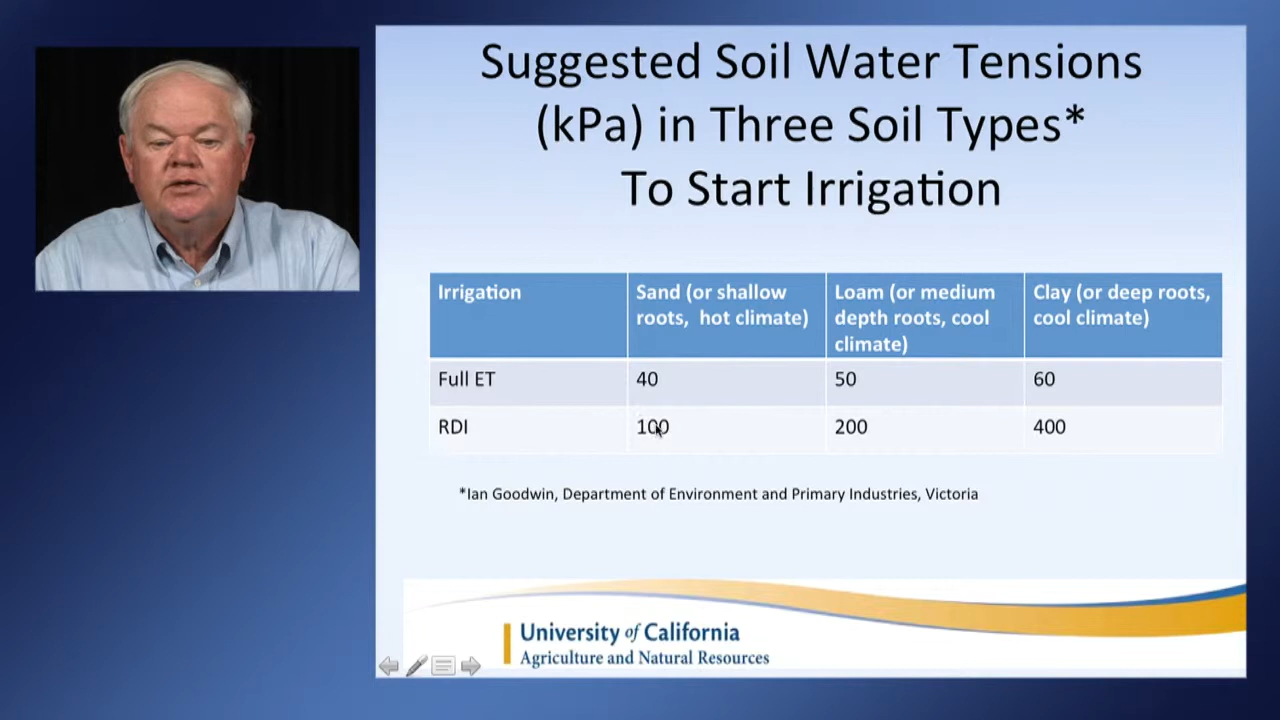 Suggested Soil Water Tensions
(kPa) in Three Soil Types*
To Start Irrigation
Irrigation
Sand (or shallow
roots, hot climate)
Loam (or medium
depth roots, cool
climate)
Clay (or deep roots,
cool climate)
Full ET
40
50
60
RDI
100
200
400
*Ian Goodwin, Department of Environment and Primary Industries, Victoria
University of California
Agriculture and Natural Resources